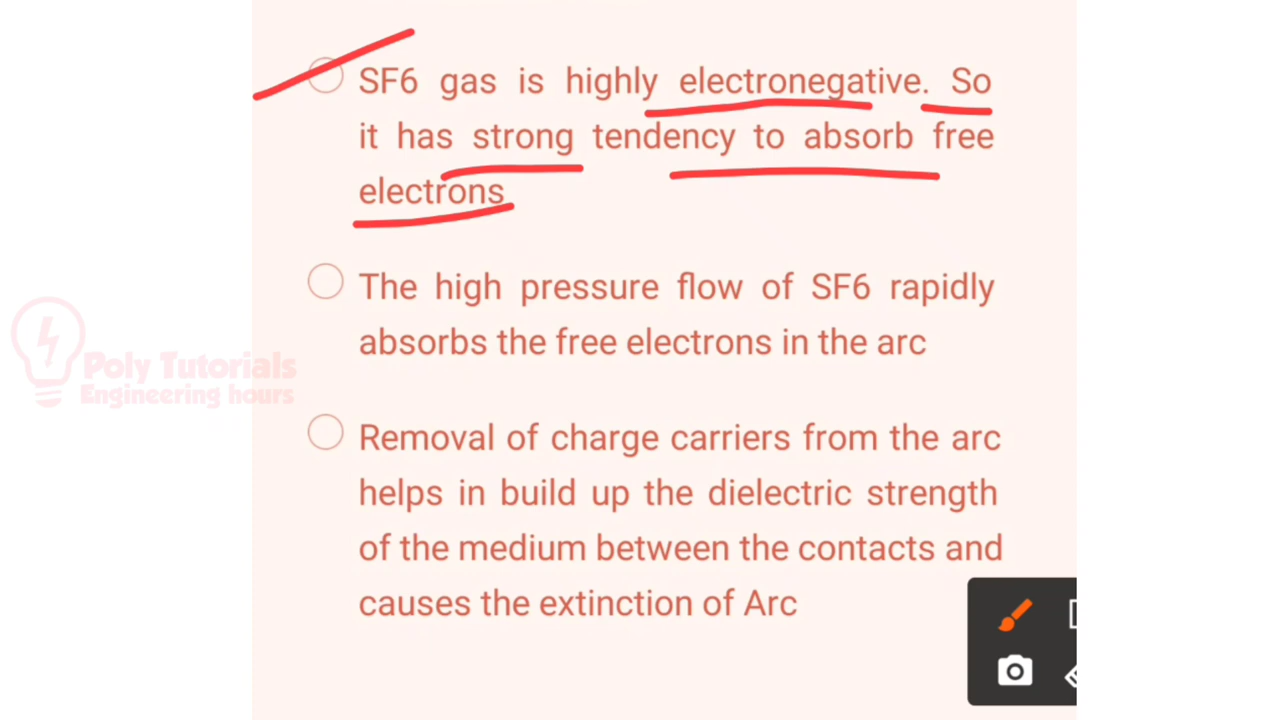 SF6 gas is highly electronegative. So
it has strong tendency to absorb free
electrons
The high pressure flow of SF6 rapidly
absorbs the free electrons in the arc
Poly Tutorials
Engineering hours
Removal of charge carriers from the arc
helps in build up the dielectric strength
of the medium between the contacts and
causes the extinction of Arc